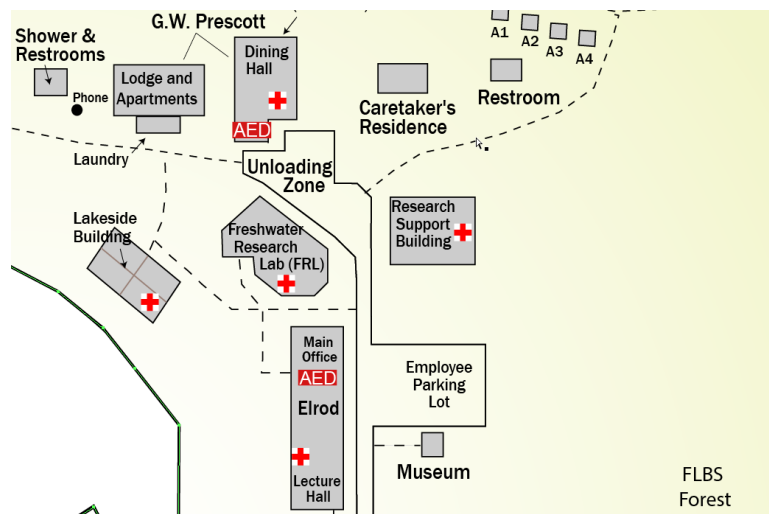 G.W. Prescott
Shower &
Restrooms
Dining
Hall
Lodge and
Apartments
Phone
AED
Laundry
Unloading
Zone
Caretaker's
Residence
Restroom
A1
A2
A3
A4
Lakeside
Building
Freshwater
Research
Lab (FRL)
Research
Support
Building
Main
Office
AED
Elrod
Lecture
Hall
Employee
Parking
Lot
Museum
FLBS
Forest